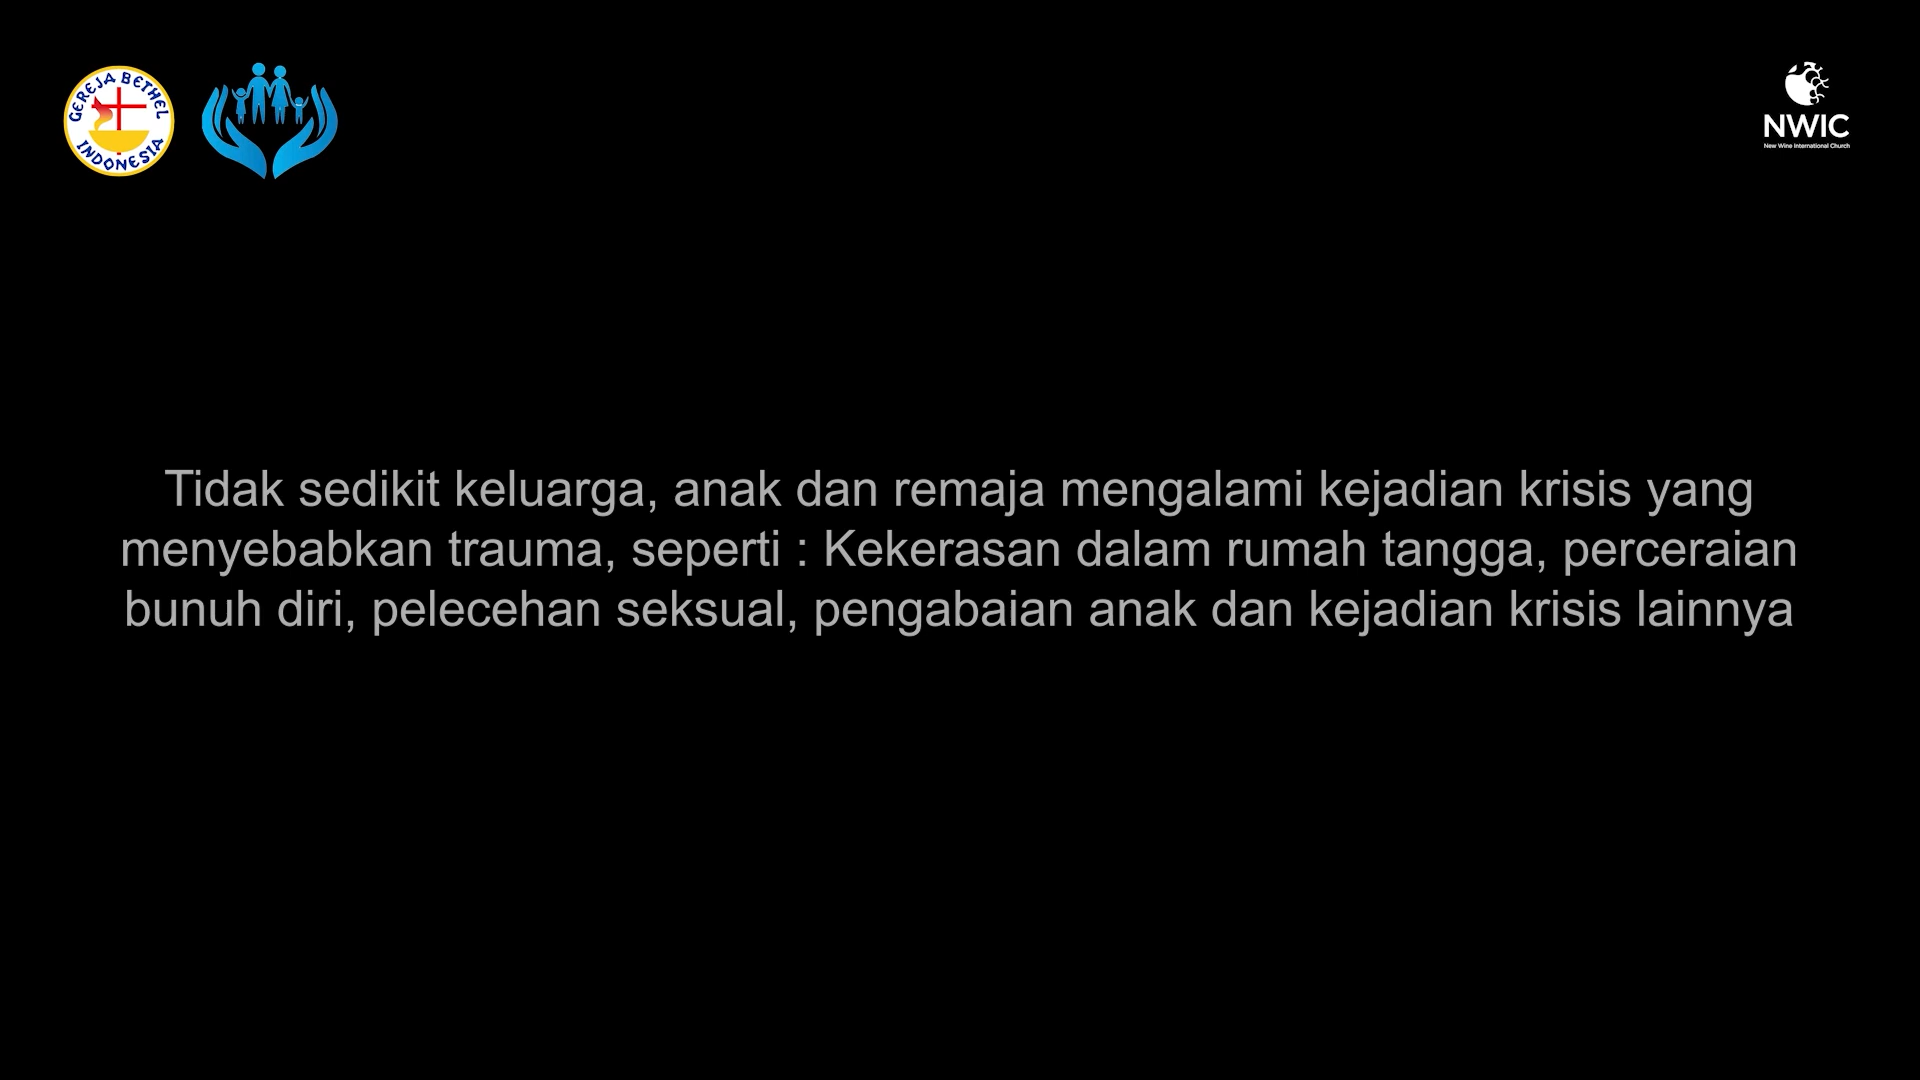 GEREJA BETHEL
INDONESIA
NWIC
New Wine International Church
Tidak sedikit keluarga, anak dan remaja mengalami kejadian krisis yang
menyebabkan trauma, seperti : Kekerasan dalam rumah tangga, perceraian
bunuh diri, pelecehan seksual, pengabaian anak dan kejadian krisis lainnya